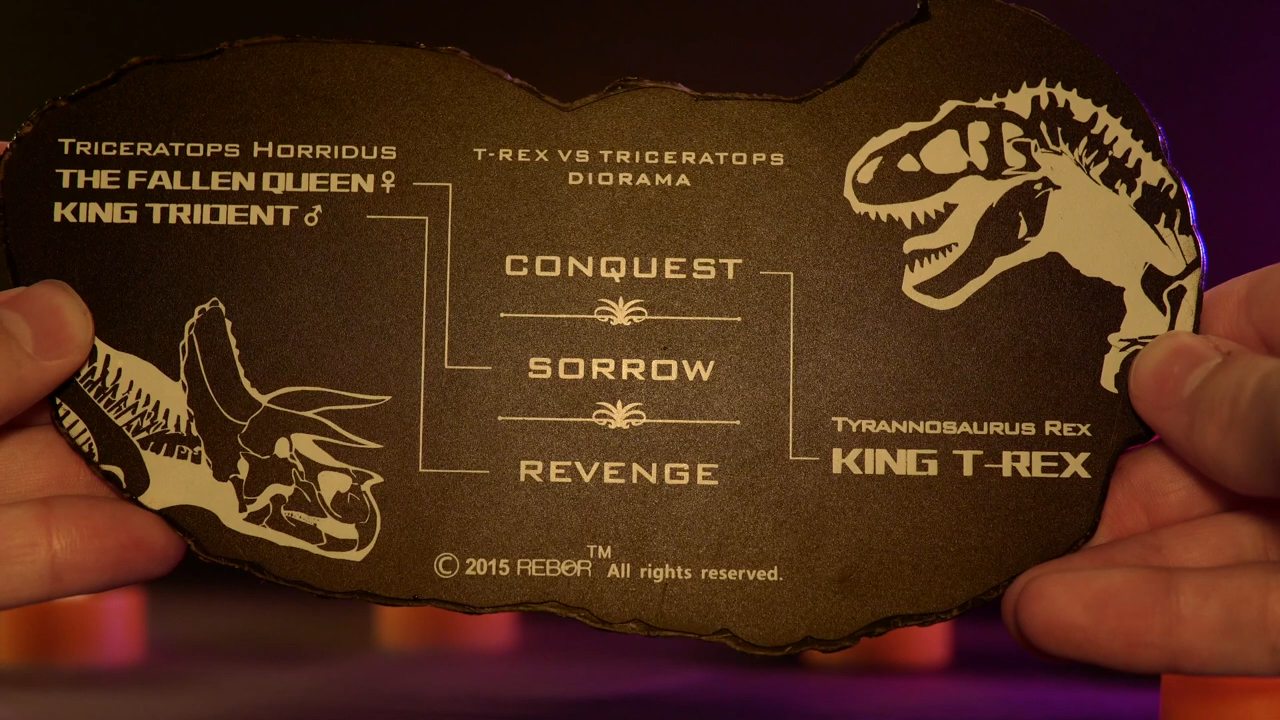 TRICERATOPS HORRIDUS
THE FALLEN QUEEN♀
KING TRIDENT♂
T-REX VS TRICERATOPS
DIORAMA
CONQUEST
SORROW
REVENGE
TYRANNOSAURUS REX
KING T-REX
© 2015 REBOR™ All rights reserved.